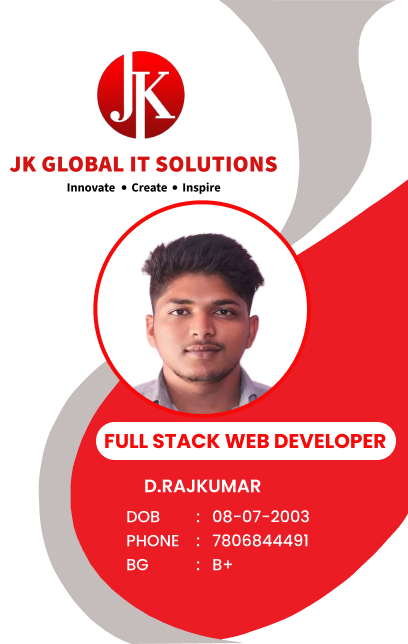 JK
JK GLOBAL IT SOLUTIONS
Innovate • Create • Inspire
FULL STACK WEB DEVELOPER
D.RAJKUMAR
DOB : 08-07-2003
PHONE : 7806844491
BG : B+